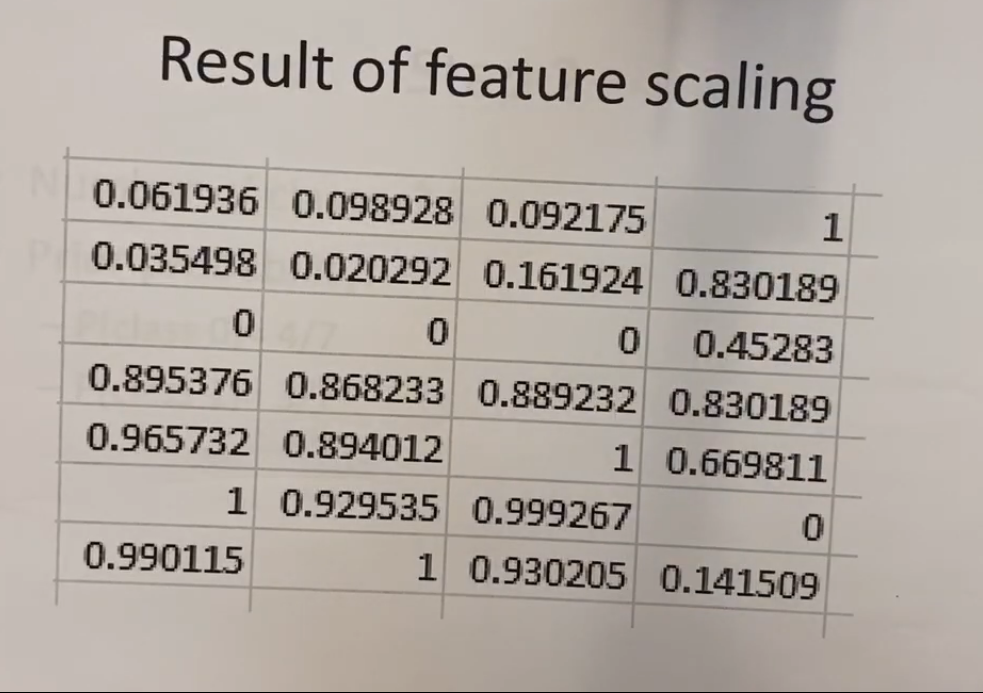 Result of feature scaling
0.061936 0.098928 0.092175 1
0.035498 0.020292 0.161924 0.830189
0 0 0 0.45283
0.895376 0.868233 0.889232 0.830189
0.965732 0.894012 1 0.669811
1 0.929535 0.999267 0
0.990115 1 0.930205 0.141509